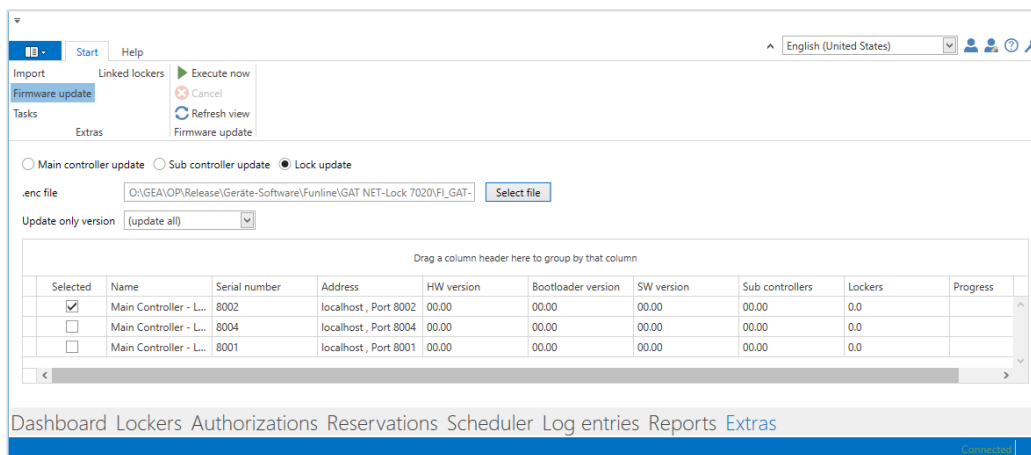 Start Help English (United States)
Import Linked lockers Execute now
Firmware update Cancel
Tasks Refresh view
Extras Firmware update
Main controller update Sub controller update Lock update
.enc file O:\GEA\OP\Release\Geräte-Software\Funline\GAT NET-Lock 7020\FI_GAT- Select file
Update only version (update all)
Drag a column header here to group by that column
Selected Name Serial number Address HW version Bootloader version SW version Sub controllers Lockers Progress
Main Controller - L... 8002 localhost , Port 8002 00.00 00.00 00.00 00.00 0.0
Main Controller - L... 8004 localhost , Port 8004 00.00 00.00 00.00 00.00 0.0
Main Controller - L... 8001 localhost , Port 8001 00.00 00.00 00.00 00.00 0.0
Dashboard Lockers Authorizations Reservations Scheduler Log entries Reports Extras
Connected